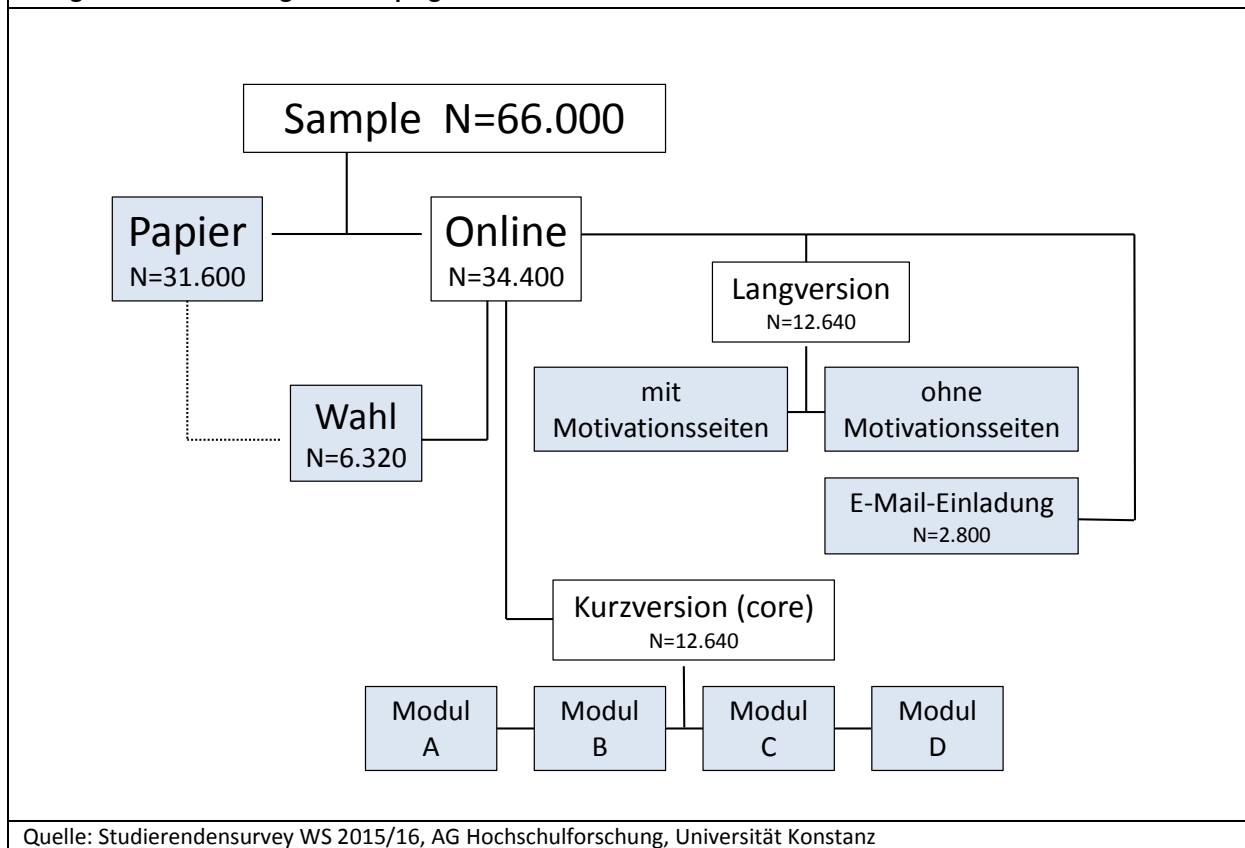 Sample N=66.000
Papier
N=31.600
Online
N=34.400
Langversion
N=12.640
mit
Motivationsseiten
ohne
Motivationsseiten
Wahl
N=6.320
E-Mail-Einladung
N=2.800
Kurzversion (core)
N=12.640
Modul
A
Modul
B
Modul
C
Modul
D
Quelle: Studierendensurvey WS 2015/16, AG Hochschulforschung, Universität Konstanz